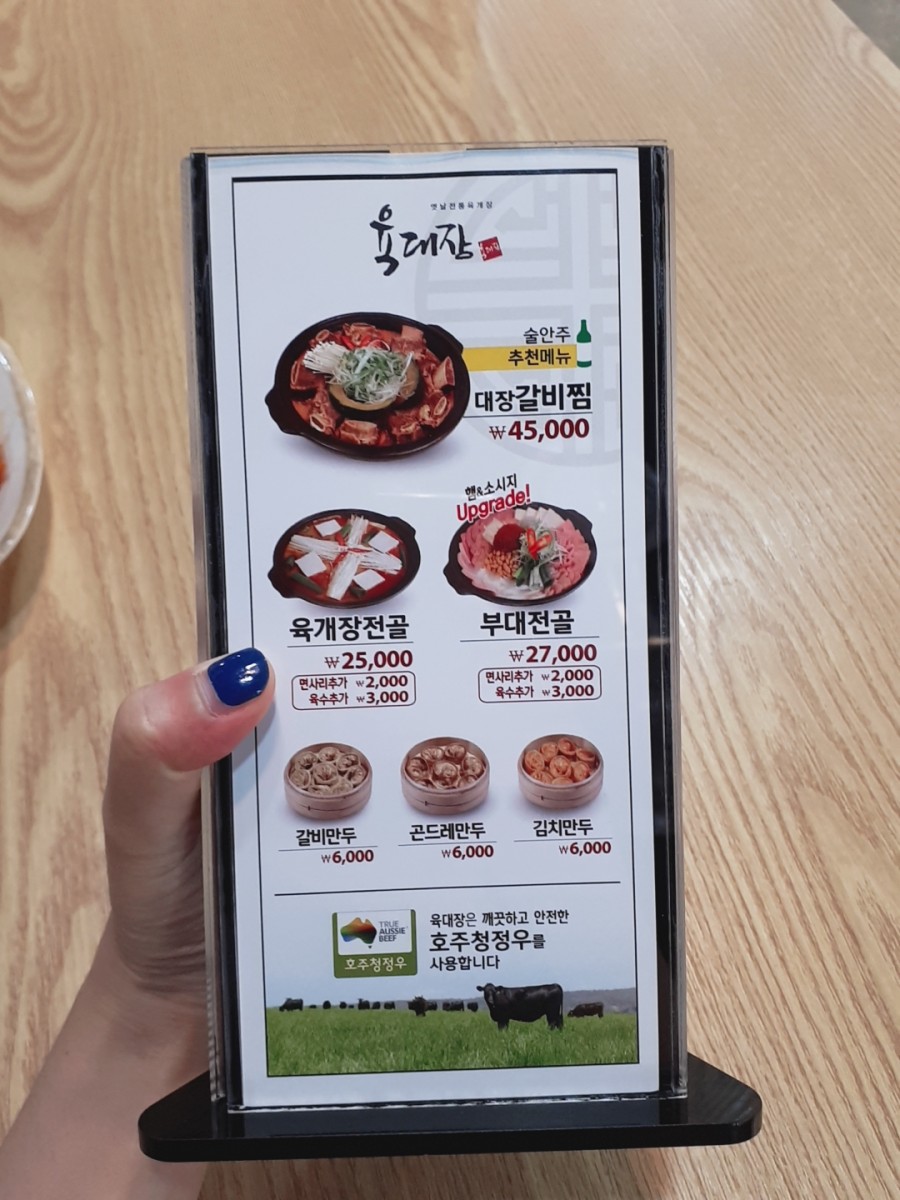 옛날전통육개장
육대장
술안주
추천메뉴
대장갈비찜
₩45,000
햄&소시지
Upgrade!
육개장전골
₩25,000
면사리추가 ₩2,000
육수추가 ₩3,000
부대전골
₩27,000
면사리추가 ₩2,000
육수추가 ₩3,000
갈비만두
₩6,000
곤드레만두
₩6,000
김치만두
₩6,000
TRUE
AUSSIE
BEEF
호주청정우
육대장은 깨끗하고 안전한
호주청정우를
사용합니다